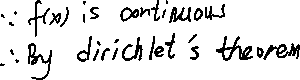 ∵ f(x) is continuous
∴ By dirichlet's theorem